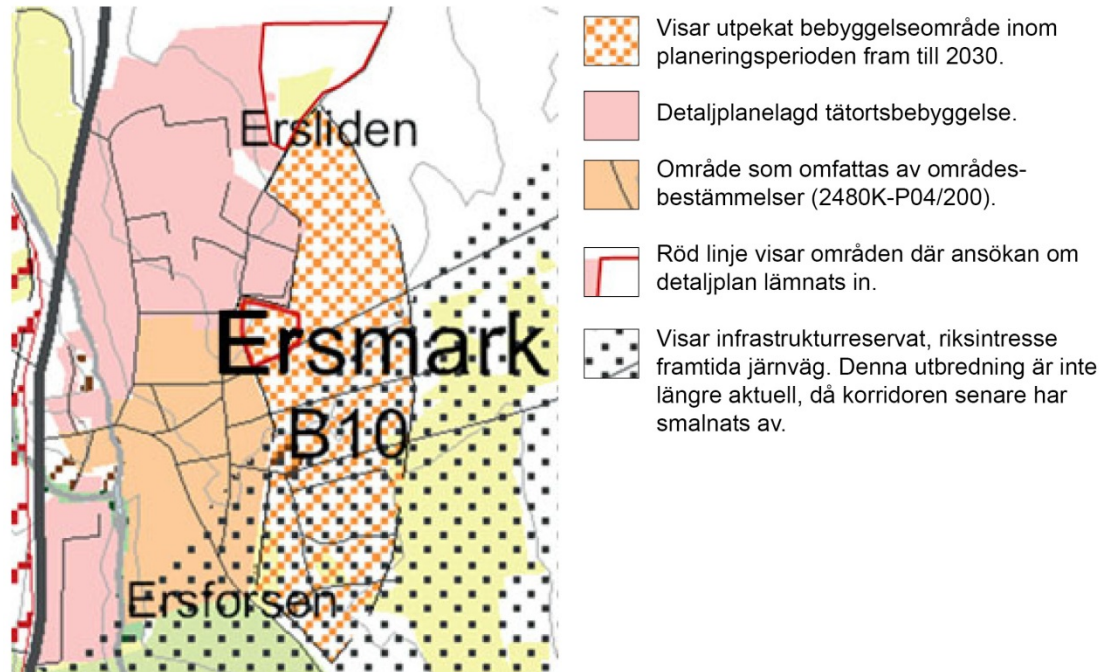 Ersliden
Ersmark
B10
Ersforsen
Visar utpekat bebyggelseområde inom
planeringsperioden fram till 2030.
Detaljplanelagd tätortsbebyggelse.
Område som omfattas av områdes-
bestämmelser (2480K-P04/200).
Röd linje visar områden där ansökan om
detaljplan lämnats in.
Visar infrastrukturreservat, riksintresse
framtida järnväg. Denna utbredning är inte
längre aktuell, då korridoren senare har
smalnats av.